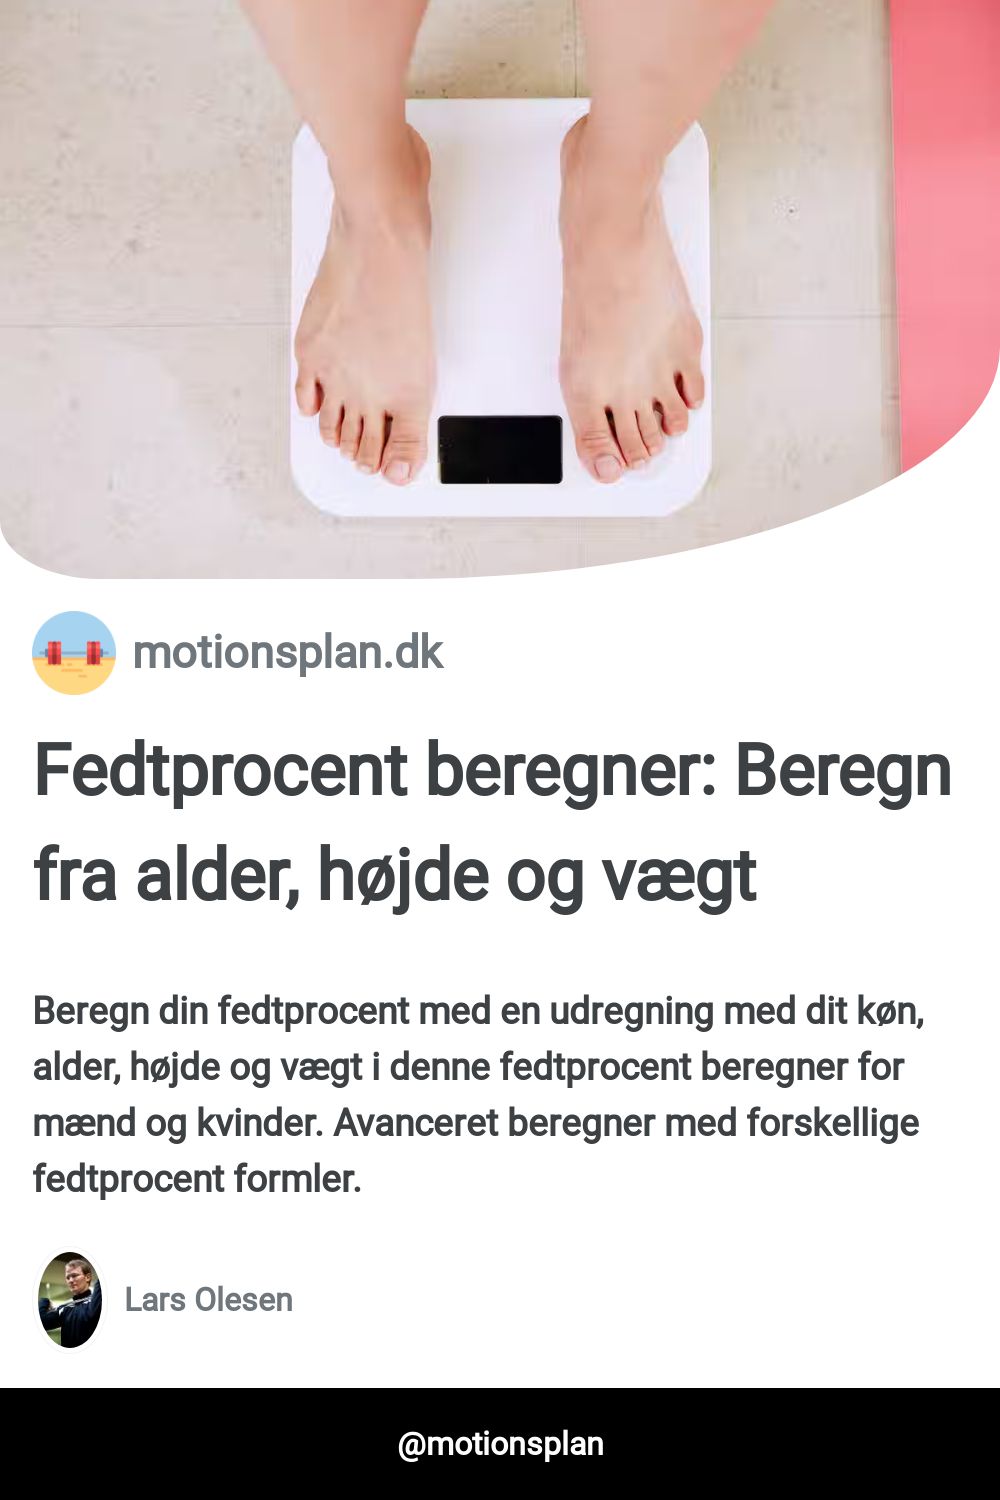 motionsplan.dk
Fedtprocent beregner: Beregn
fra alder, højde og vægt
Beregn din fedtprocent med en udregning med dit køn,
alder, højde og vægt i denne fedtprocent beregner for
mænd og kvinder. Avanceret beregner med forskellige
fedtprocent formler.
Lars Olesen
@motionsplan